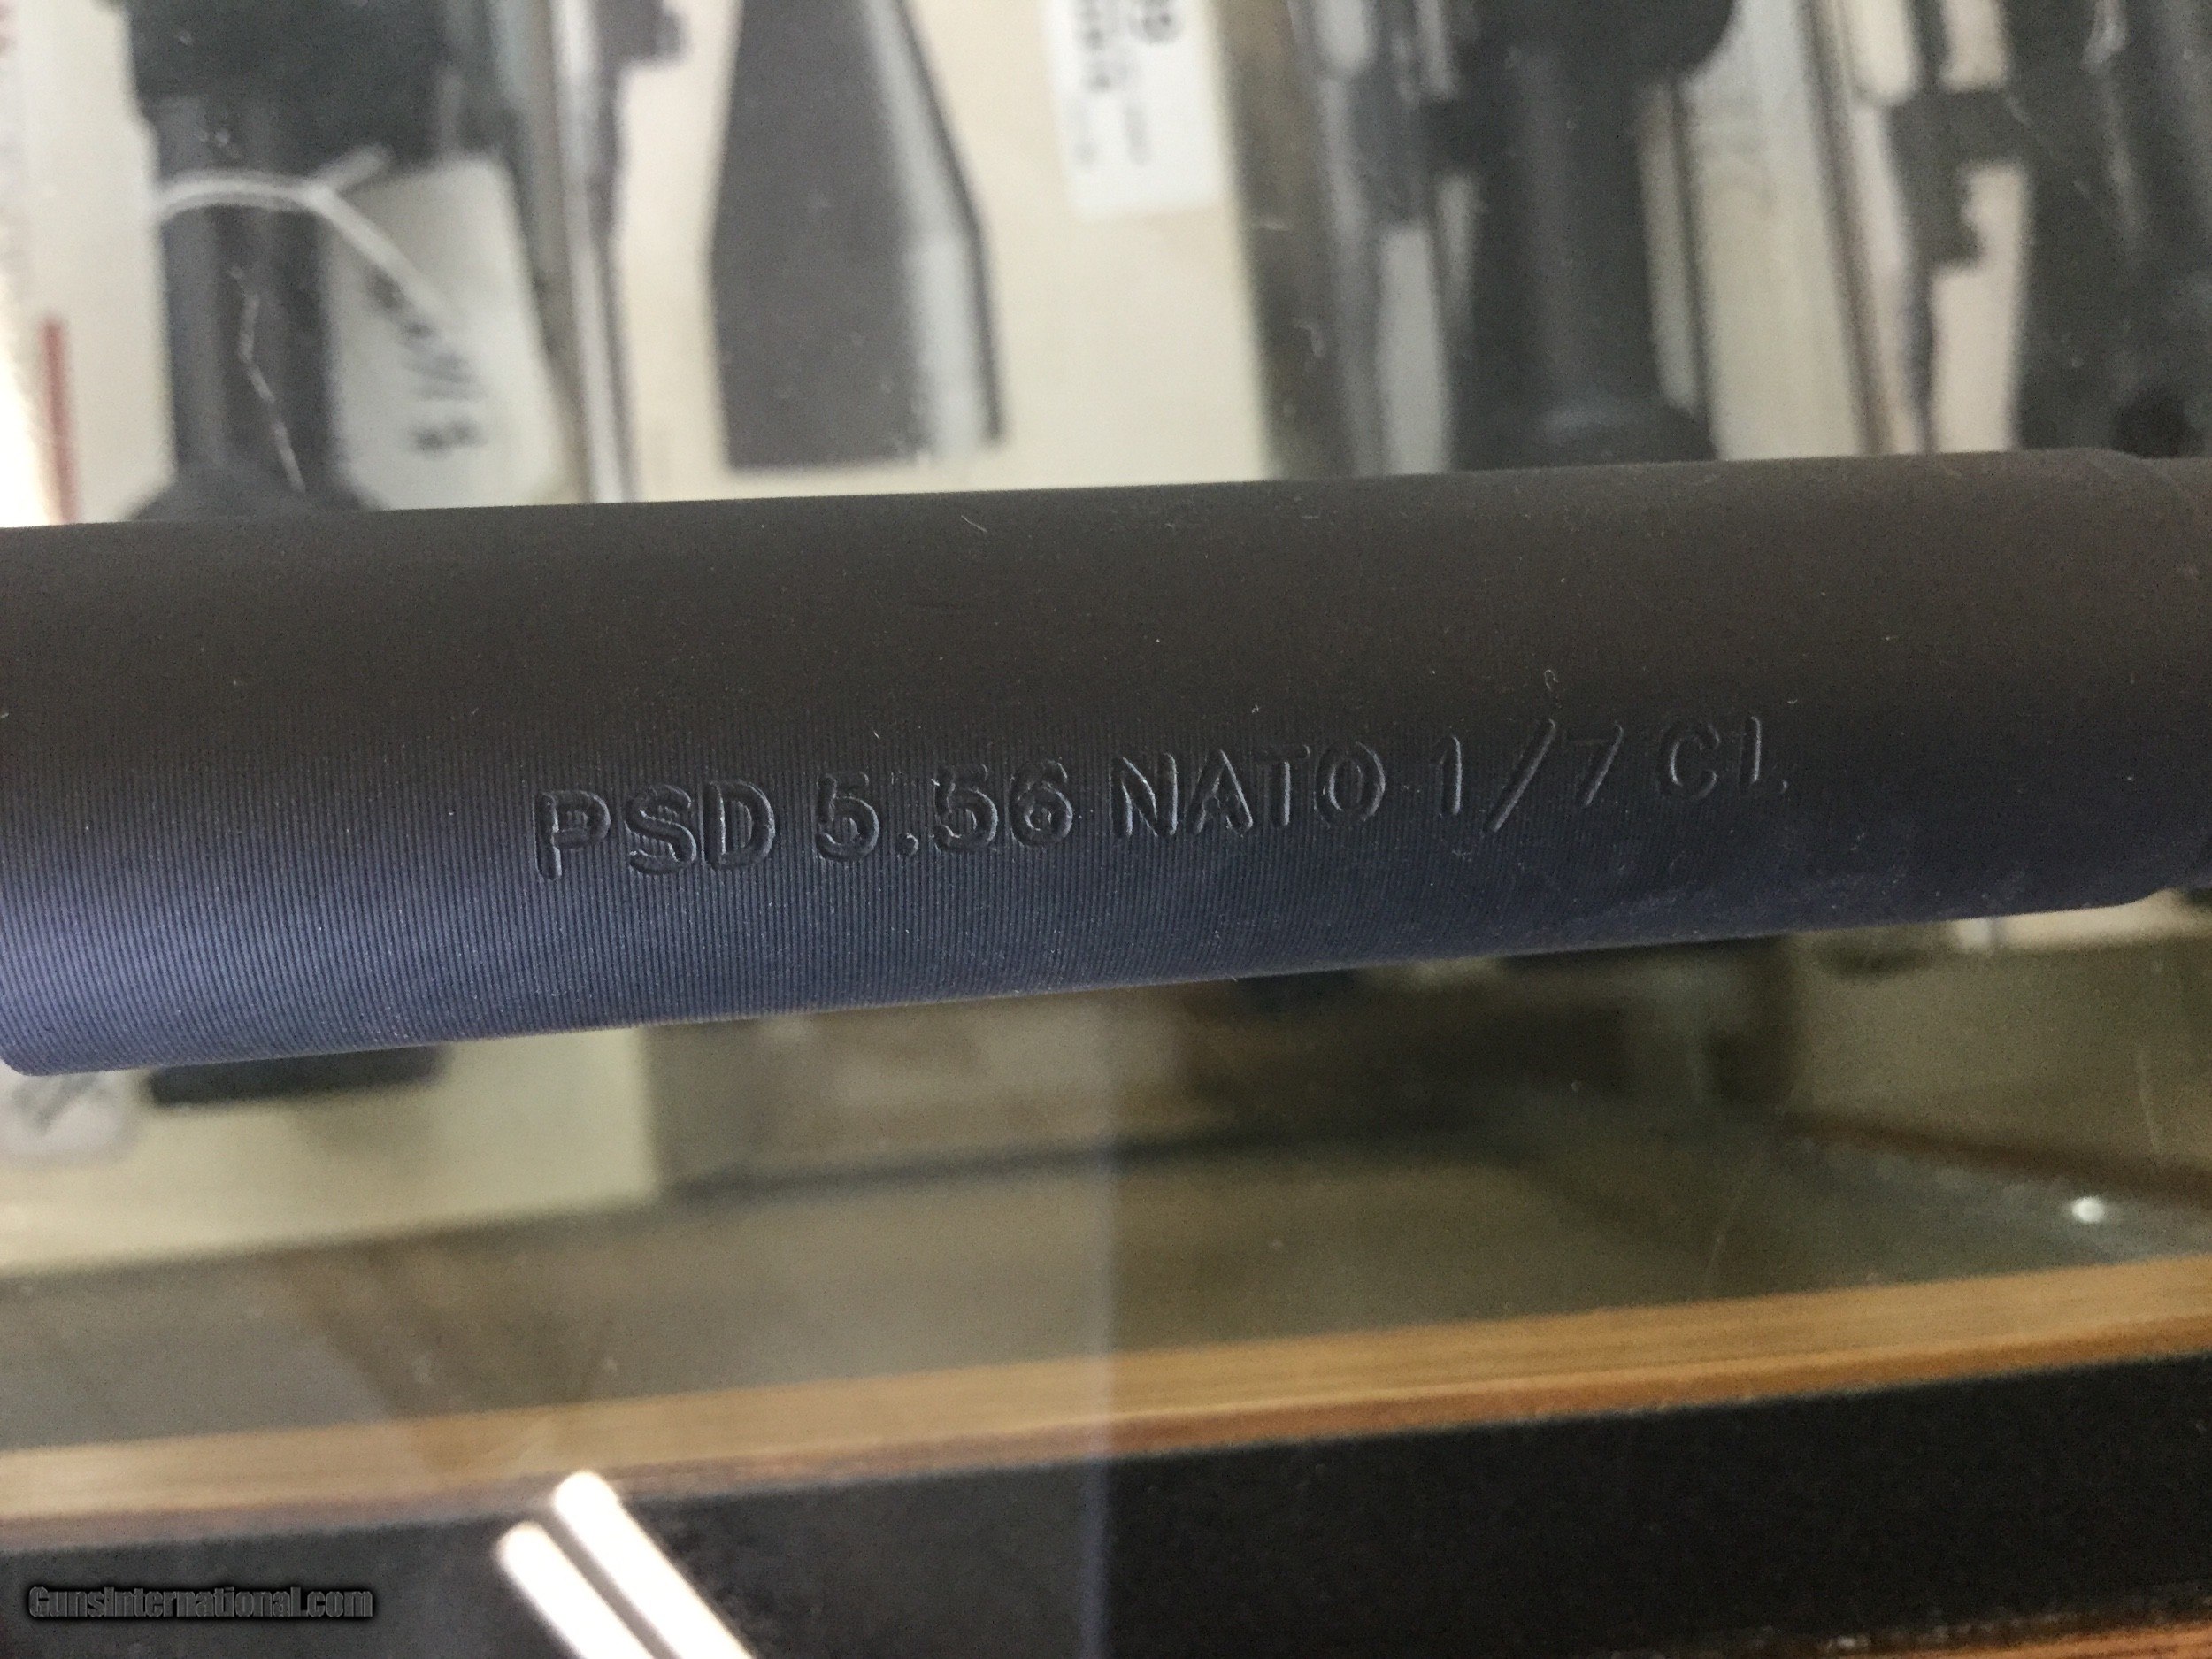 PSD 5.56 NATO 1/7 CL
GunsInternational.com